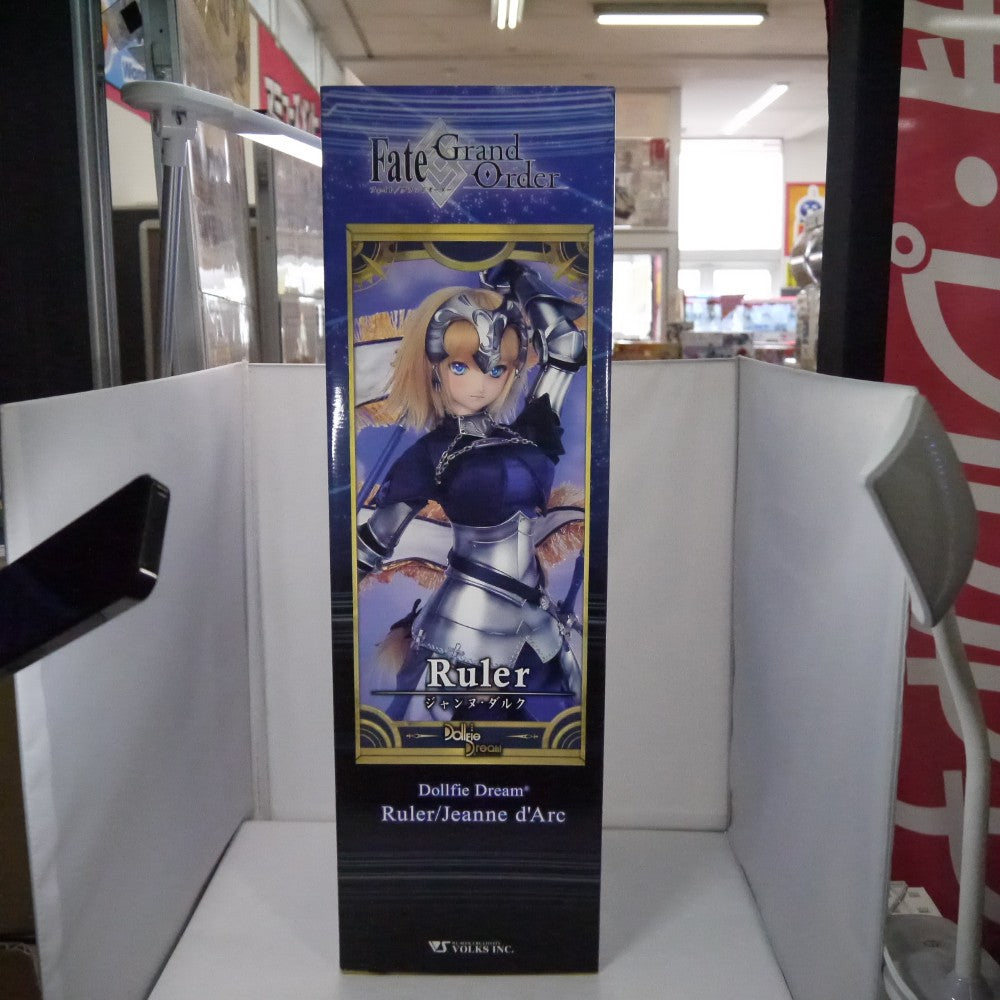 Fate
Grand
Order
Ruler
ジャンヌ・ダルク
Dollfie
Dream
Dollfie Dream®
Ruler/Jeanne d'Arc
VS
VOLKS INC.